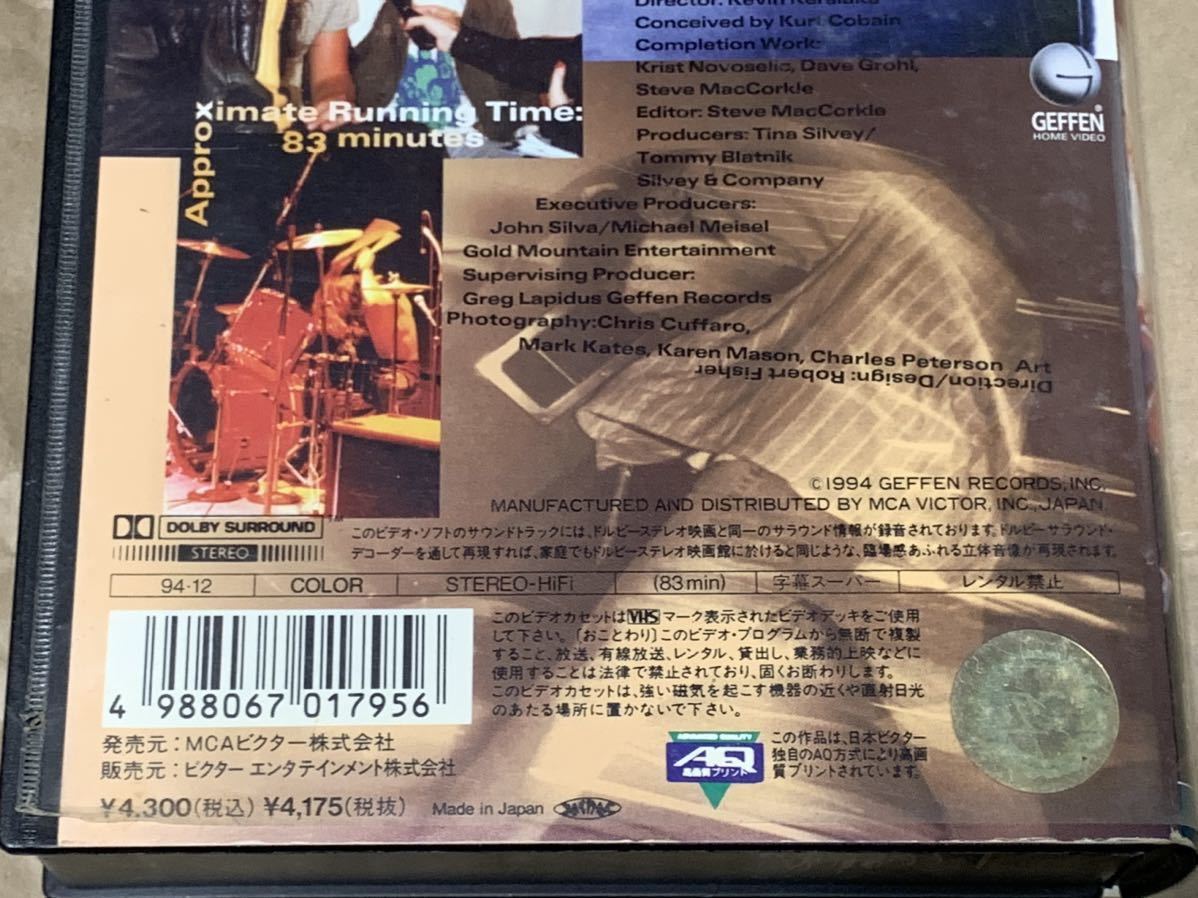 Director: Kevin Kerslake
Conceived by Kurt Cobain
Completion Work:
Krist Novoselic, Dave Grohl,
Steve MacCorkle
Editor: Steve MacCorkle
Producers: Tina Silvey/
Tommy Blatnik
Silvey & Company
Executive Producers:
John Silva/Michael Meisel
Gold Mountain Entertainment
Supervising Producer:
Greg Lapidus Geffen Records
Photography:Chris Cuffaro,
Mark Kates, Karen Mason, Charles Peterson Art
Direction/Design: Robert Fisher
Approximate Running Time:
83 minutes
G
GEFFEN®
HOME VIDEO
©1994 GEFFEN RECORDS, INC.
MANUFACTURED AND DISTRIBUTED BY MCA VICTOR, INC., JAPAN.
DOLBY SURROUND™
STEREO
このビデオ・ソフトのサウンドトラックには、ドルビーステレオ映画と同一のサラウンド情報が録音されております。ドルビーサラウンド・
デコーダーを通して再現すれば、家庭でもドルビーステレオ映画館に於けると同じような、臨場感あふれる立体音像が再現されます。
94-12 COLOR STEREO-HiFi (83min) 字幕スーパー レンタル禁止
このビデオカセットはVHSマーク表示されたビデオデッキをご使用
して下さい。〔おことわり〕このビデオ・プログラムから無断で複製
すること、放送、有線放送、レンタル、貸出し、業務的上映などに
使用することは法律で禁止されており、固くお断わりします。
このビデオカセットは、強い磁気を起こす機器の近くや直射日光
のあたる場所に置かないで下さい。
4 988067 017956
発売元:MCAビクター株式会社
販売元:ビクター エンタテインメント株式会社
¥4.300(税込) ¥4,175(税抜)
Made in Japan
ADVANCED QUALITY
AQ
高品質プリント
この作品は、日本ビクター
独自のAQ方式により高画
質プリントされています。